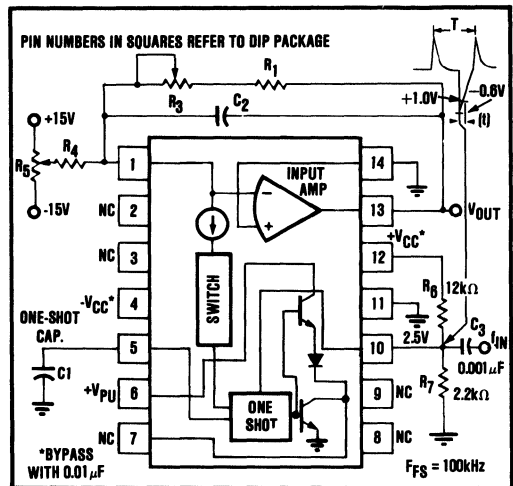 PIN NUMBERS IN SQUARES REFER TO DIP PACKAGE
T
R1
R3
C2
+1.0V
-0.6V
(t)
+15V
R5
R4
-15V
1
INPUT
AMP
14
-
+
NC
2
13
VOUT
NC
3
12
+VCC*
-VCC*
4
SWITCH
11
R6
12kΩ
ONE-SHOT
CAP.
C1
5
10
2.5V
C3
fIN
0.001μF
+VPU
6
ONE
SHOT
9
NC
R7
2.2kΩ
NC
7
8
NC
*BYPASS
WITH 0.01μF
FFS = 100kHz